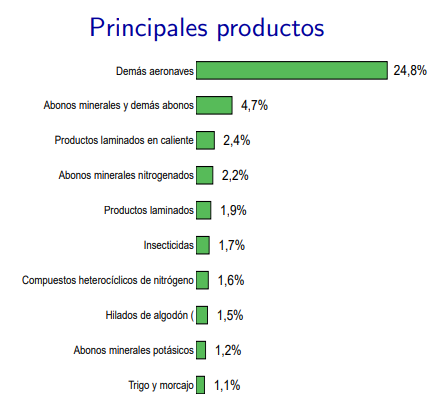 Principales productos
Demás aeronaves 24,8%
Abonos minerales y demás abonos 4,7%
Productos laminados en caliente 2,4%
Abonos minerales nitrogenados 2,2%
Productos laminados 1,9%
Insecticidas 1,7%
Compuestos heterocíclicos de nitrógeno 1,6%
Hilados de algodón ( 1,5%
Abonos minerales potásicos 1,2%
Trigo y morcajo 1,1%